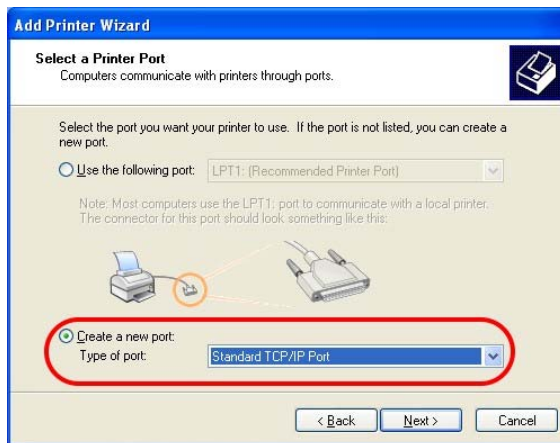 Add Printer Wizard
Select a Printer Port
Computers communicate with printers through ports.
Select the port you want your printer to use. If the port is not listed, you can create a
new port.
Use the following port: LPT1: (Recommended Printer Port)
Note: Most computers use the LPT1: port to communicate with a local printer.
The connector for this port should look something like this:
Create a new port:
Type of port: Standard TCP/IP Port
< Back Next > Cancel